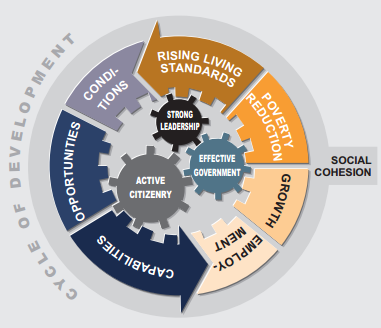 CYCLE OF DEVELOPMENT
RISING LIVING
STANDARDS
POVERTY
REDUCTION
GROWTH
EMPLOY-
MENT
CAPABILITIES
OPPORTUNITIES
CONDI-
TIONS
STRONG
LEADERSHIP
EFFECTIVE
GOVERNMENT
ACTIVE
CITIZENRY
SOCIAL
COHESION